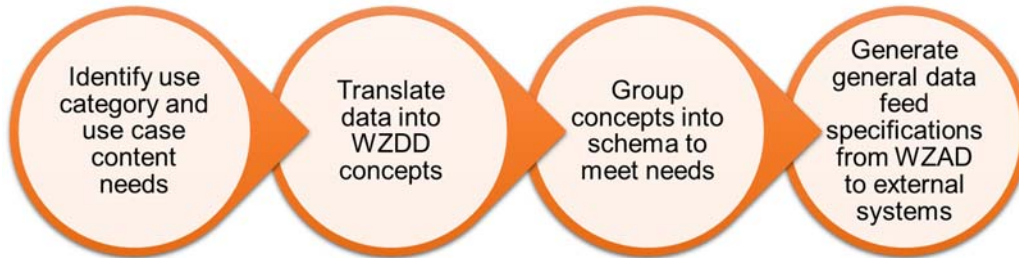 Identify use
category and
use case
content
needs
Translate
data into
WZDD
concepts
Group
concepts into
schema to
meet needs
Generate
general data
feed
specifications
from WZAD
to external
systems